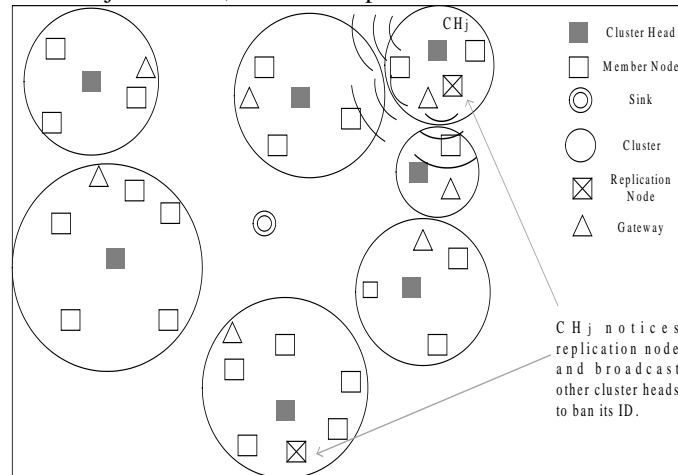 CHj
Cluster Head
Member Node
Sink
Cluster
Replication
Node
Gateway
CHj notices
replication node
and broadcast
other cluster heads
to ban its ID.